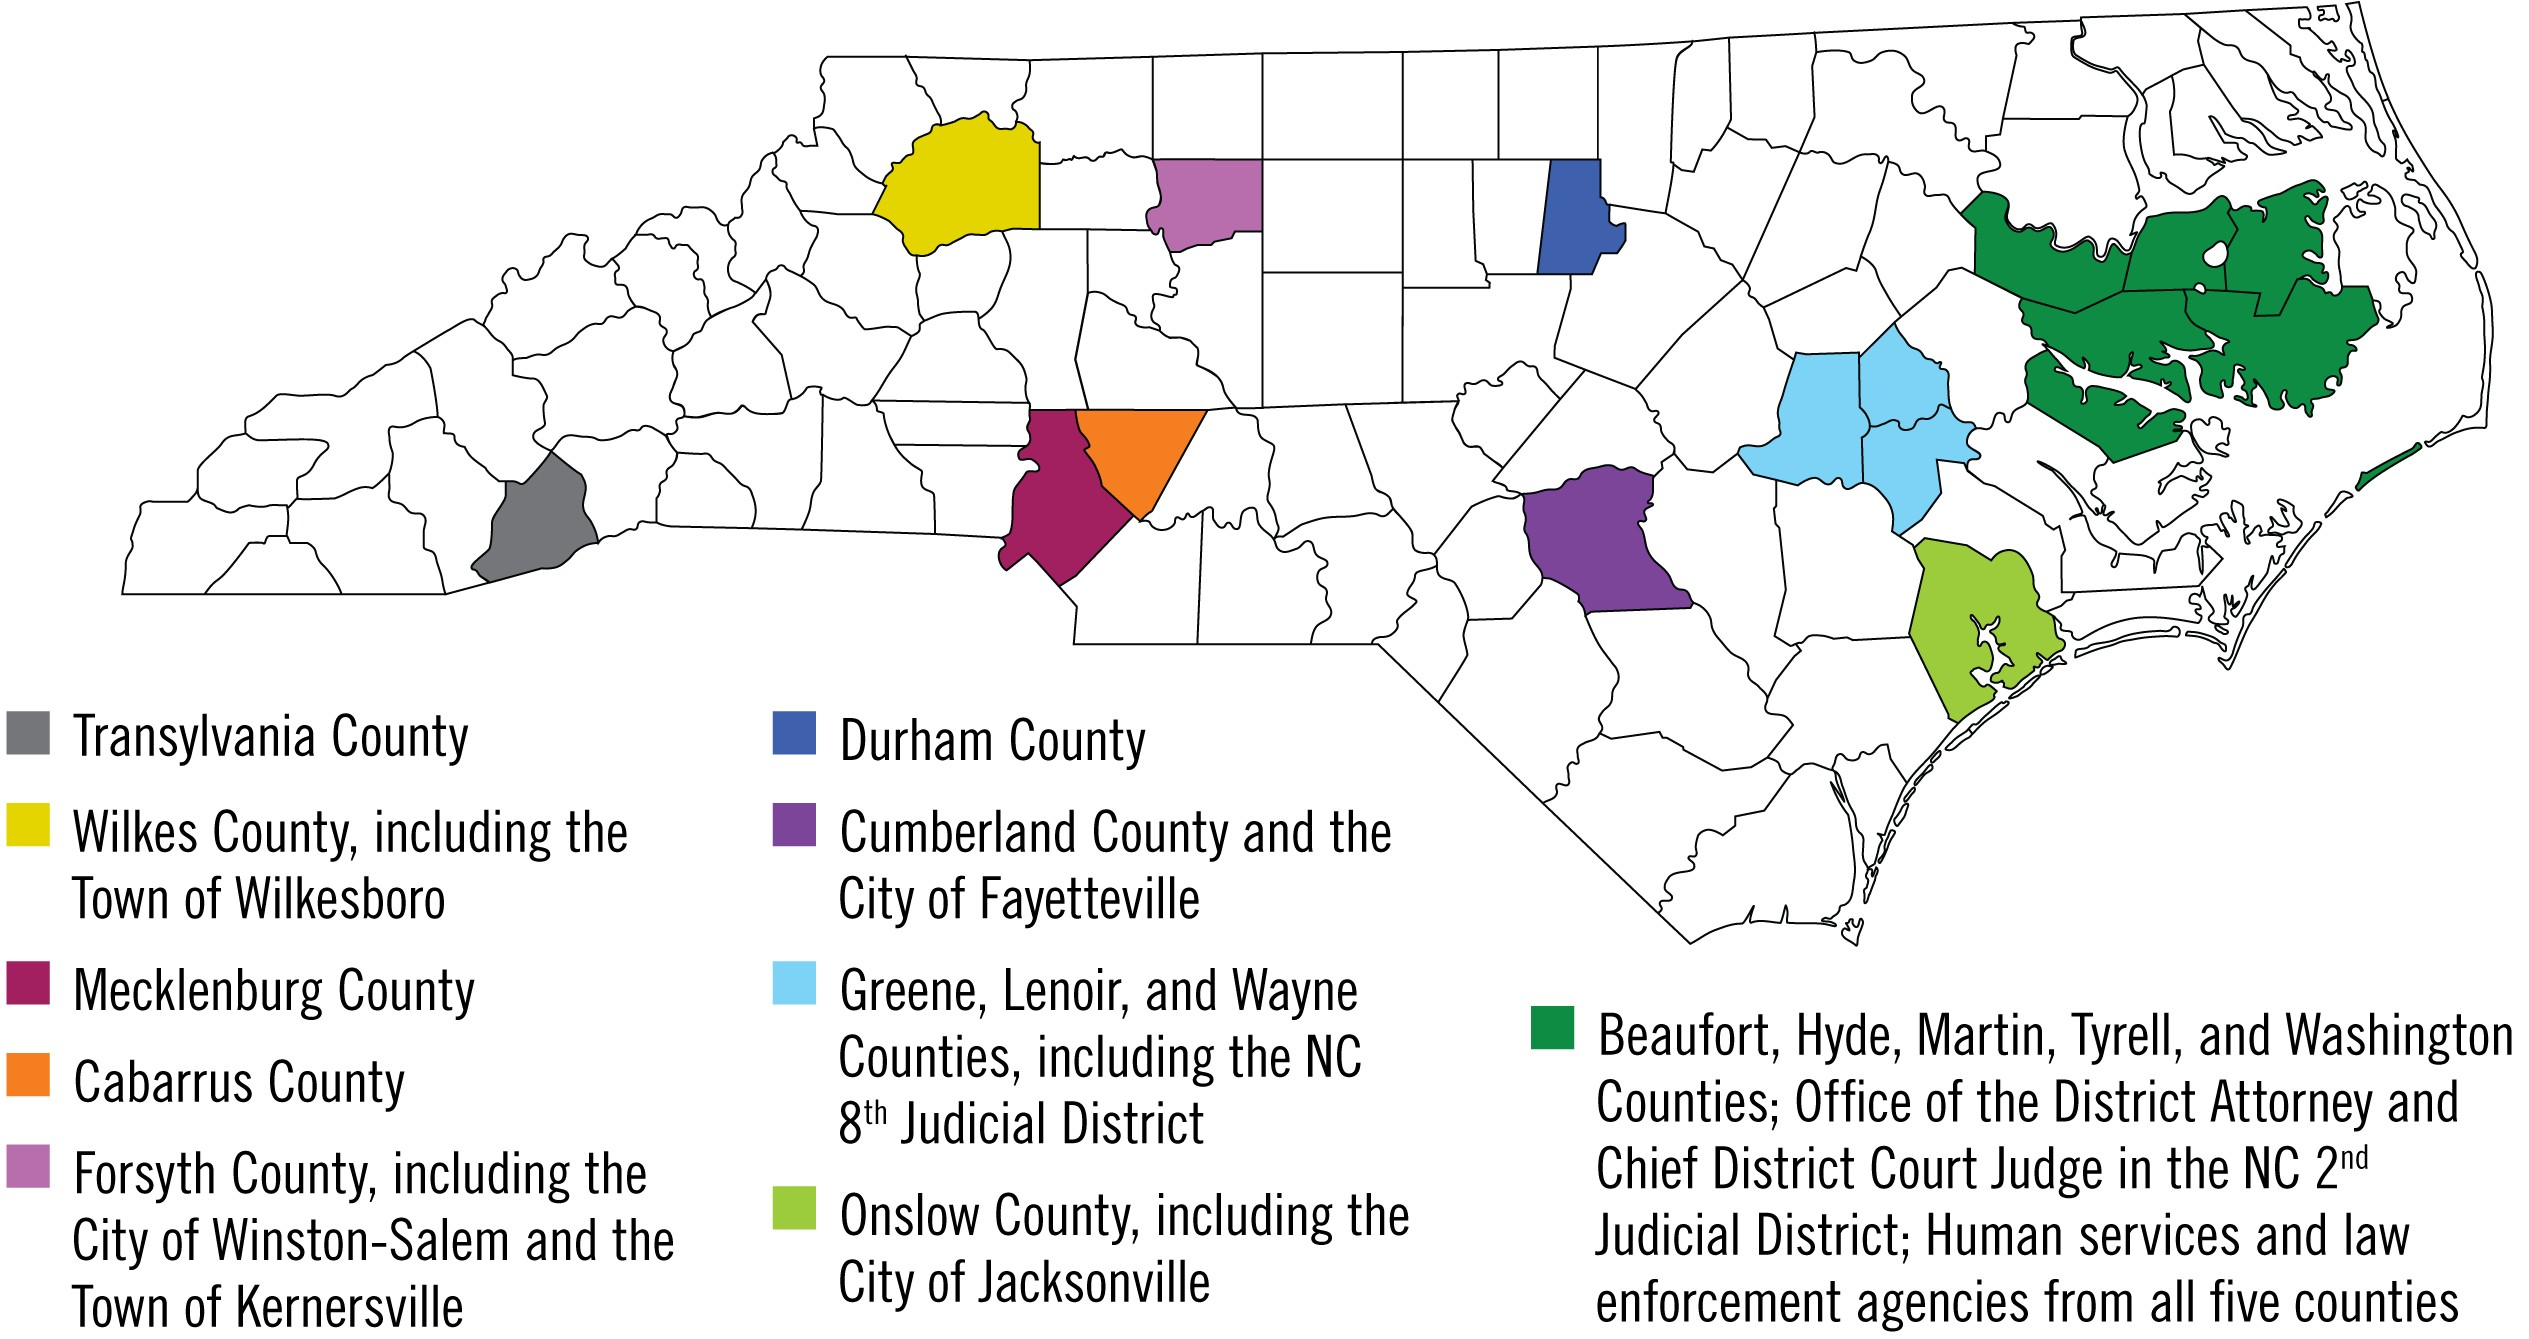 Transylvania County
Wilkes County, including the
Town of Wilkesboro
Mecklenburg County
Cabarrus County
Forsyth County, including the
City of Winston-Salem and the
Town of Kernersville
Durham County
Cumberland County and the
City of Fayetteville
Greene, Lenoir, and Wayne
Counties, including the NC
8th Judicial District
Onslow County, including the
City of Jacksonville
Beaufort, Hyde, Martin, Tyrell, and Washington
Counties; Office of the District Attorney and
Chief District Court Judge in the NC 2nd
Judicial District; Human services and law
enforcement agencies from all five counties